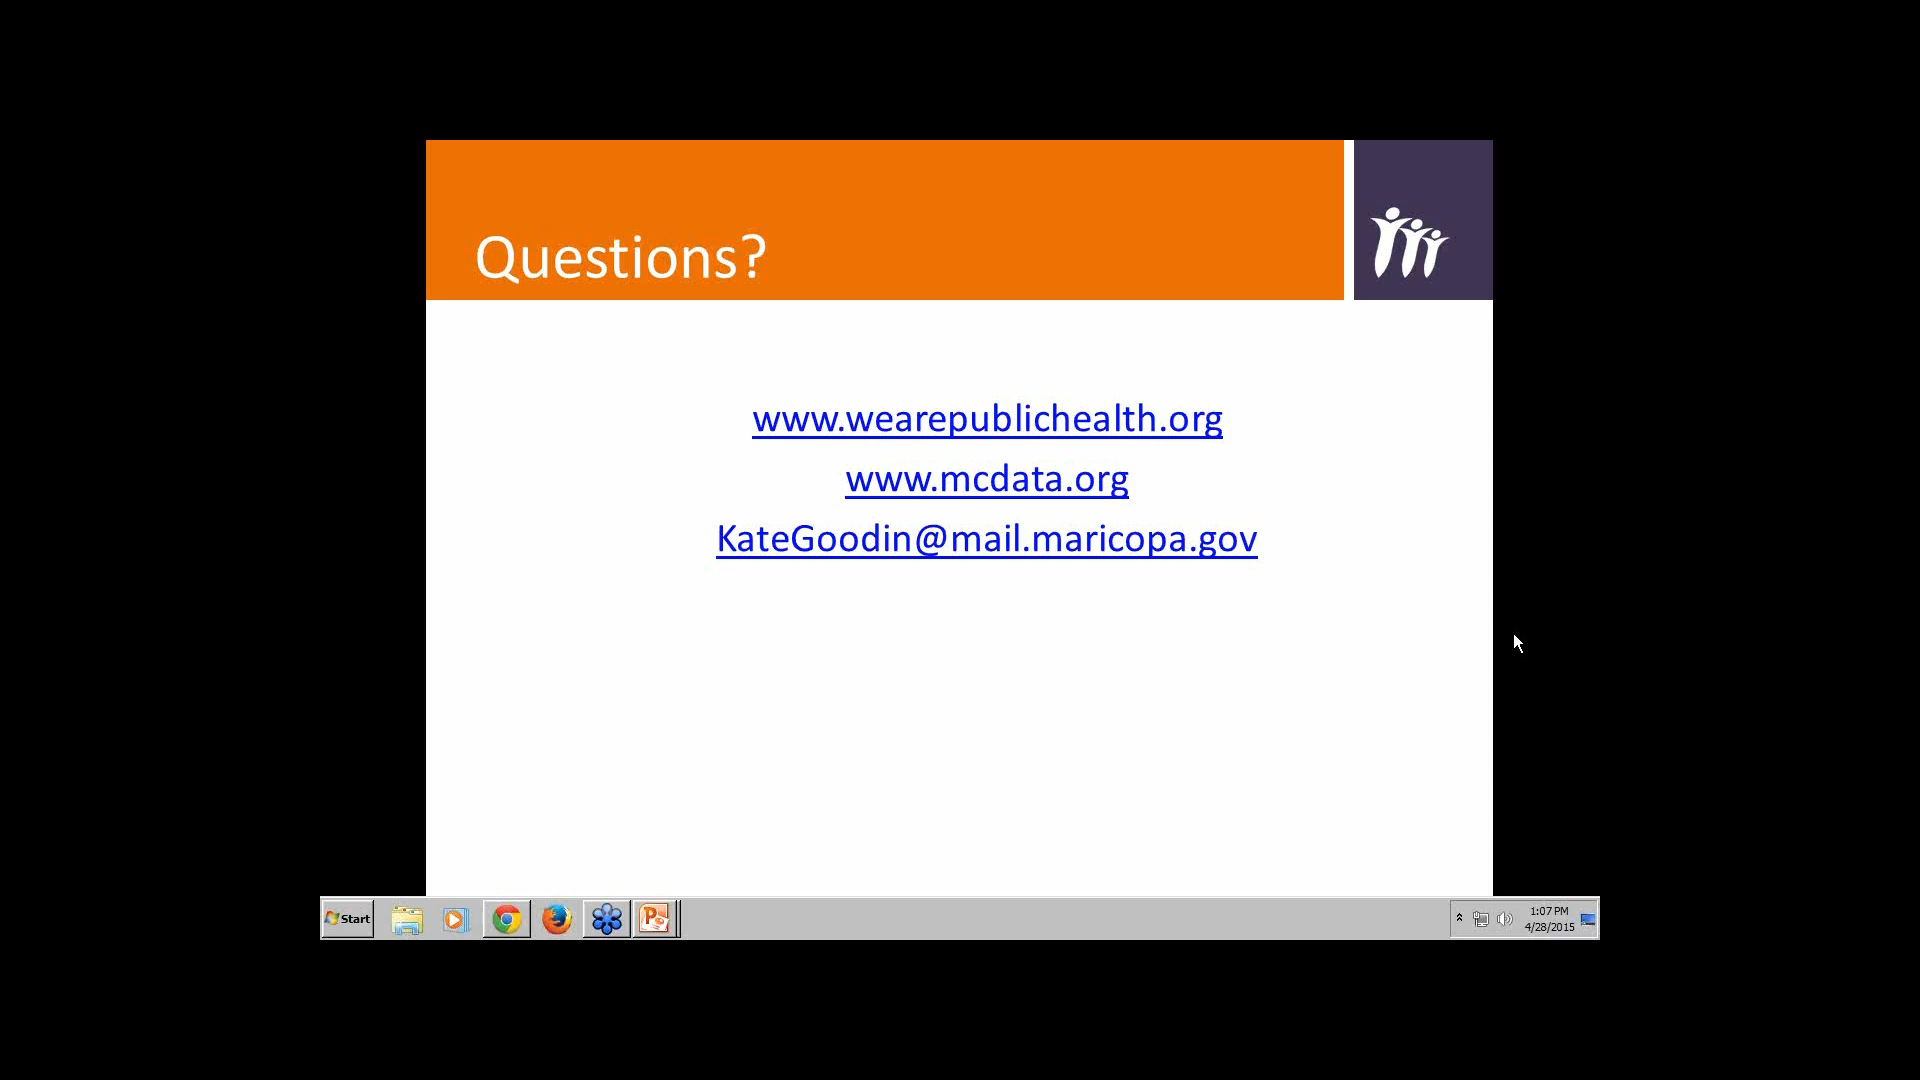 Questions?
www.wearepublichealth.org
www.mcdata.org
KateGoodin@mail.maricopa.gov
Start
1:07 PM
4/28/2015